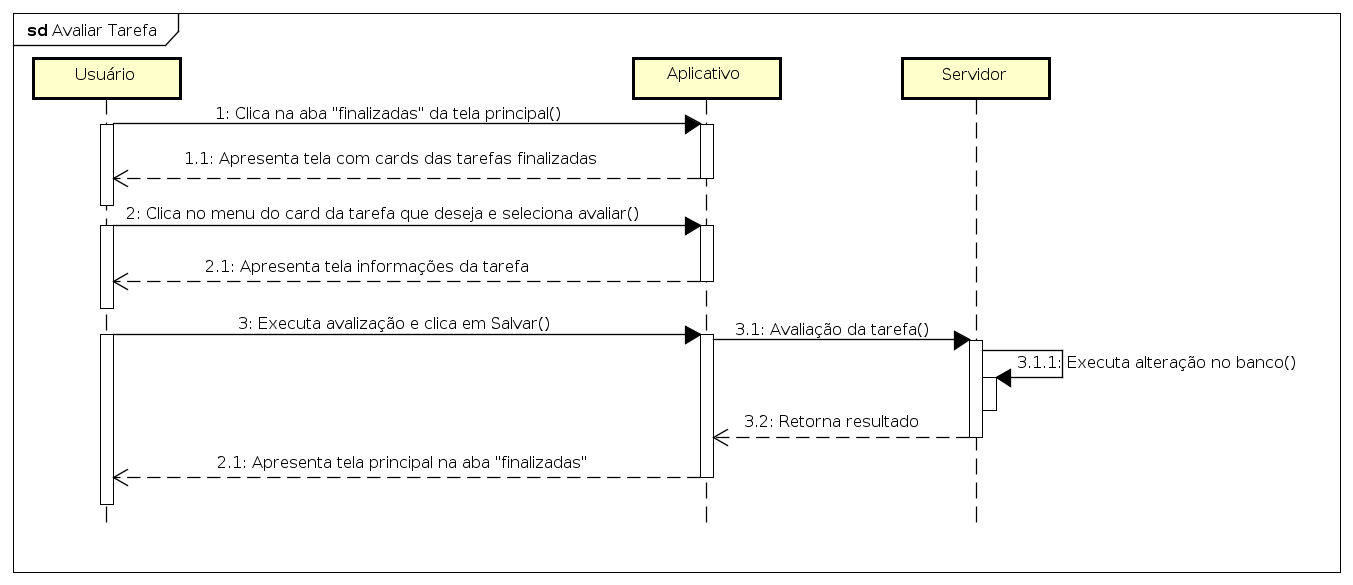 sd Avaliar Tarefa
Usuário
Aplicativo
Servidor
1: Clica na aba "finalizadas" da tela principal()
1.1: Apresenta tela com cards das tarefas finalizadas
2: Clica no menu do card da tarefa que deseja e seleciona avaliar()
2.1: Apresenta tela informações da tarefa
3: Executa avalização e clica em Salvar()
3.1: Avaliação da tarefa()
3.1.1: Executa alteração no banco()
3.2: Retorna resultado
2.1: Apresenta tela principal na aba "finalizadas"